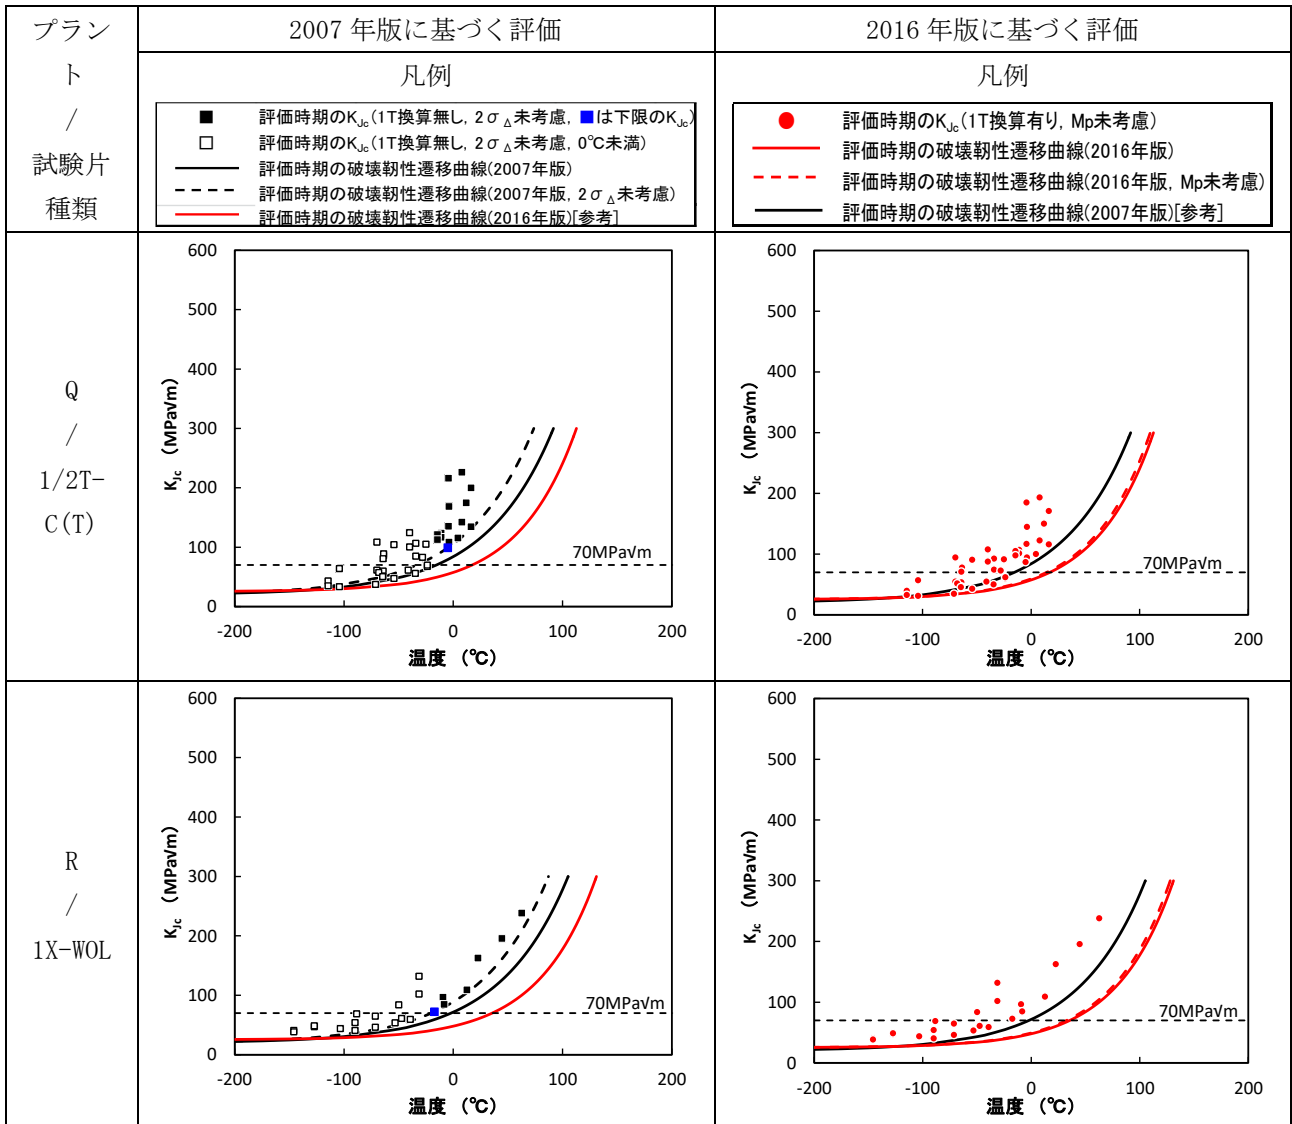 プラン
ト
/
試験片
種類
2007 年版に基づく評価
2016 年版に基づく評価
凡例
評価時期のKJc(1T換算無し, 2σΔ未考慮, ■は下限のKJc)
評価時期のKJc(1T換算無し, 2σΔ未考慮, 0℃未満)
評価時期の破壊靭性遷移曲線(2007年版)
評価時期の破壊靭性遷移曲線(2007年版, 2σΔ未考慮)
評価時期の破壊靭性遷移曲線(2016年版)[参考]
凡例
評価時期のKJc(1T換算有り, Mp未考慮)
評価時期の破壊靭性遷移曲線(2016年版)
評価時期の破壊靭性遷移曲線(2016年版, Mp未考慮)
評価時期の破壊靭性遷移曲線(2007年版)[参考]
Q
/
1/2T-
C(T)
KJc (MPa√m)
600
500
400
300
200
100
0
70MPa√m
-200 -100 0 100 200
温度 (℃)
KJc (MPa√m)
600
500
400
300
200
100
0
70MPa√m
-200 -100 0 100 200
温度 (℃)
R
/
1X-WOL
KJc (MPa√m)
600
500
400
300
200
100
0
70MPa√m
-200 -100 0 100 200
温度 (℃)
KJc (MPa√m)
600
500
400
300
200
100
0
70MPa√m
-200 -100 0 100 200
温度 (℃)